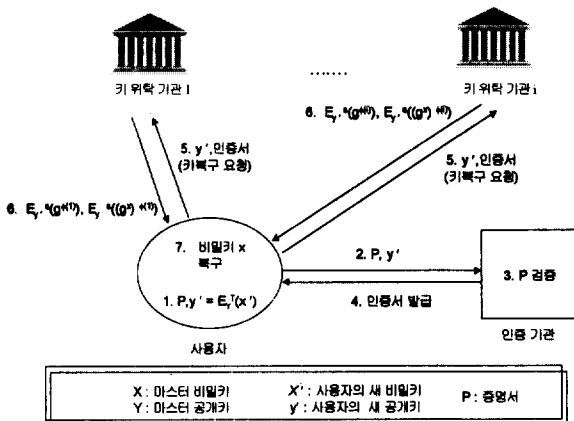 키 위탁 기관 1
........
키 위탁 기관 i
5. y',인증서
(키복구 요청)
6.
5. y',인증서
(키복구 요청)
6.
7. 비밀키 x
복구
1. P,y' =
2. P, y'
3. P 검증
4. 인증서 발급
사용자
인증 기관
X : 마스터 비밀키
X' : 사용자의 새 비밀키
P : 증명서
Y : 마스터 공개키
y' : 사용자의 새 공개키